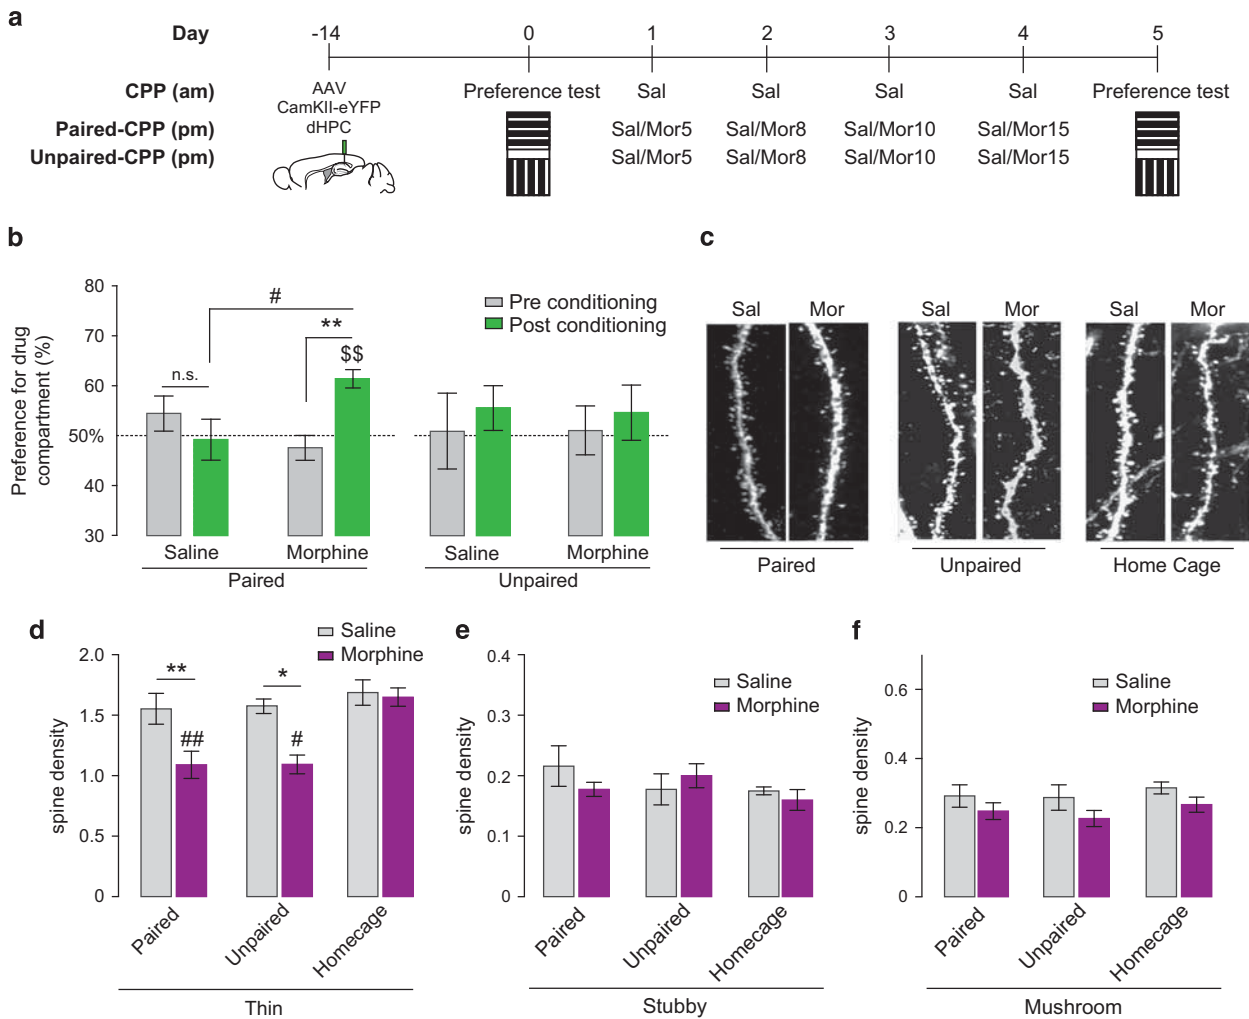 a
Day -14 0 1 2 3 4 5
CPP (am) AAV Preference test Sal Sal Sal Sal Preference test
CamKII-eYFP
Paired-CPP (pm) dHPC Sal/Mor5 Sal/Mor8 Sal/Mor10 Sal/Mor15
Unpaired-CPP (pm) Sal/Mor5 Sal/Mor8 Sal/Mor10 Sal/Mor15
b
Preference for drug
compartment (%)
80
70
60
50%
40
30
Pre conditioning
Post conditioning
#
**
$$
n.s.
Saline Morphine Saline Morphine
Paired Unpaired
c
Sal Mor Sal Mor Sal Mor
Paired Unpaired Home Cage
d
Saline
Morphine
spine density
2.0
1.5
1.0
0.5
0
** *
## #
Paired Unpaired Homecage
Thin
e
Saline
Morphine
spine density
0.4
0.3
0.2
0.1
0
Paired Unpaired Homecage
Stubby
f
Saline
Morphine
spine density
0.6
0.4
0.2
0
Paired Unpaired Homecage
Mushroom